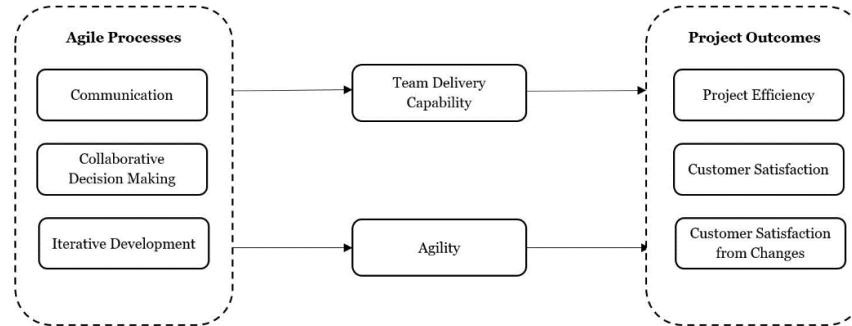 Agile Processes
Communication
Collaborative
Decision Making
Iterative Development
Team Delivery
Capability
Agility
Project Outcomes
Project Efficiency
Customer Satisfaction
Customer Satisfaction
from Changes